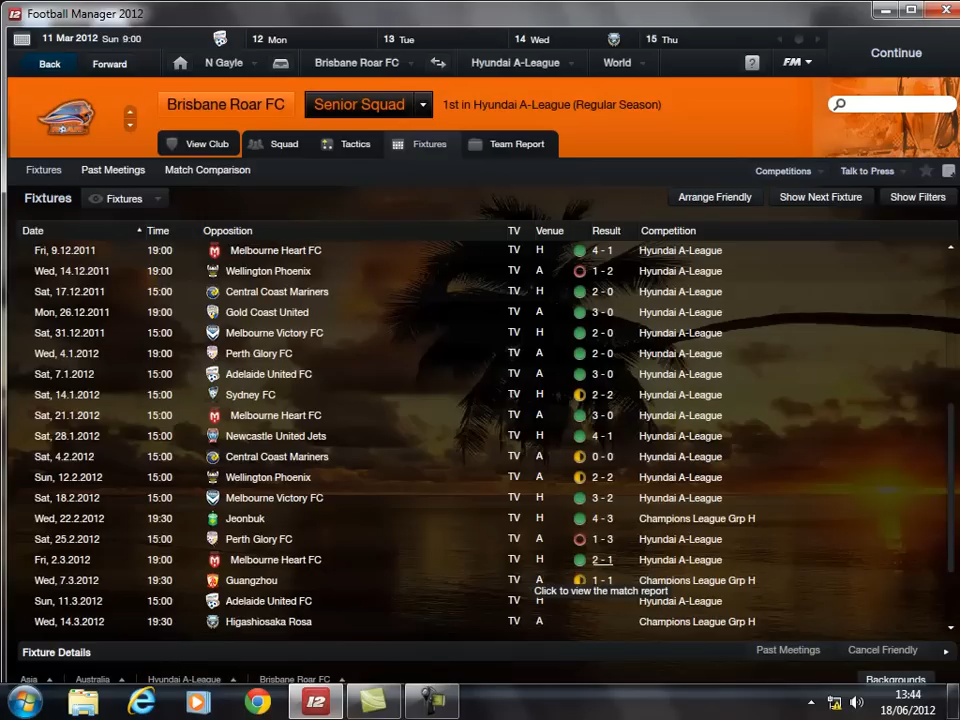 Football Manager 2012
11 Mar 2012 Sun 9:00 12 Mon 13 Tue 14 Wed 15 Thu
Continue
Back Forward N Gayle Brisbane Roar FC Hyundai A-League World ? FM
Brisbane Roar FC Senior Squad 1st in Hyundai A-League (Regular Season)
View Club Squad Tactics Fixtures Team Report
Fixtures Past Meetings Match Comparison Competitions Talk to Press
Fixtures Fixtures Arrange Friendly Show Next Fixture Show Filters
Date Time Opposition TV Venue Result Competition
Fri, 9.12.2011 19:00 Melbourne Heart FC TV H 4 - 1 Hyundai A-League
Wed, 14.12.2011 19:00 Wellington Phoenix TV A 1 - 2 Hyundai A-League
Sat, 17.12.2011 15:00 Central Coast Mariners TV H 2 - 0 Hyundai A-League
Mon, 26.12.2011 19:00 Gold Coast United TV A 3 - 0 Hyundai A-League
Sat, 31.12.2011 15:00 Melbourne Victory FC TV H 2 - 0 Hyundai A-League
Wed, 4.1.2012 19:00 Perth Glory FC TV A 2 - 0 Hyundai A-League
Sat, 7.1.2012 15:00 Adelaide United FC TV A 3 - 0 Hyundai A-League
Sat, 14.1.2012 15:00 Sydney FC TV H 2 - 2 Hyundai A-League
Sat, 21.1.2012 15:00 Melbourne Heart FC TV A 3 - 0 Hyundai A-League
Sat, 28.1.2012 15:00 Newcastle United Jets TV H 4 - 1 Hyundai A-League
Sat, 4.2.2012 15:00 Central Coast Mariners TV A 0 - 0 Hyundai A-League
Sun, 12.2.2012 15:00 Wellington Phoenix TV A 2 - 2 Hyundai A-League
Sat, 18.2.2012 15:00 Melbourne Victory FC TV H 3 - 2 Hyundai A-League
Wed, 22.2.2012 19:30 Jeonbuk TV H 4 - 3 Champions League Grp H
Sat, 25.2.2012 15:00 Perth Glory FC TV A 1 - 3 Hyundai A-League
Fri, 2.3.2012 19:00 Melbourne Heart FC TV H 2 - 1 Hyundai A-League
Wed, 7.3.2012 19:30 Guangzhou TV A 1 - 1 Champions League Grp H
Click to view the match report
Sun, 11.3.2012 15:00 Adelaide United FC TV H Hyundai A-League
Wed, 14.3.2012 19:30 Higashiosaka Rosa TV A Champions League Grp H
Fixture Details Past Meetings Cancel Friendly
Asia Australia Hyundai A-League Brisbane Roar FC Backgrounds
12
13:44
18/06/2012